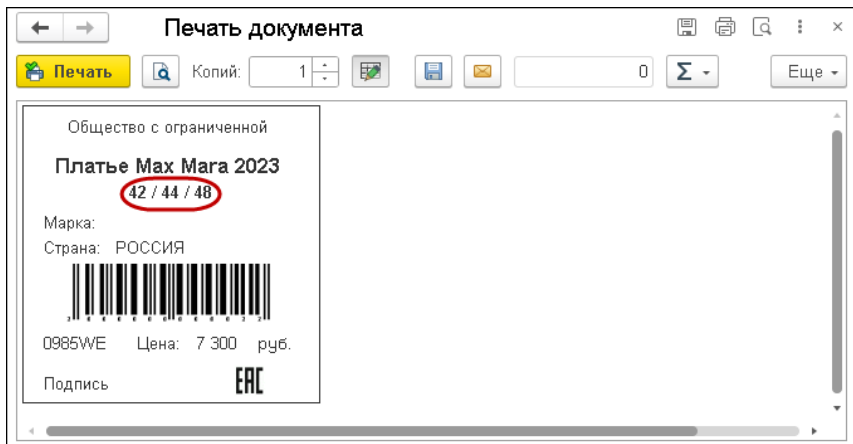 Печать документа
Печать Копий: 1 0 Σ Еще
Общество с ограниченной
Платье Max Mara 2023
42 / 44 / 48
Марка:
Страна: РОССИЯ
0985WE Цена: 7 300 руб.
Подпись EAC